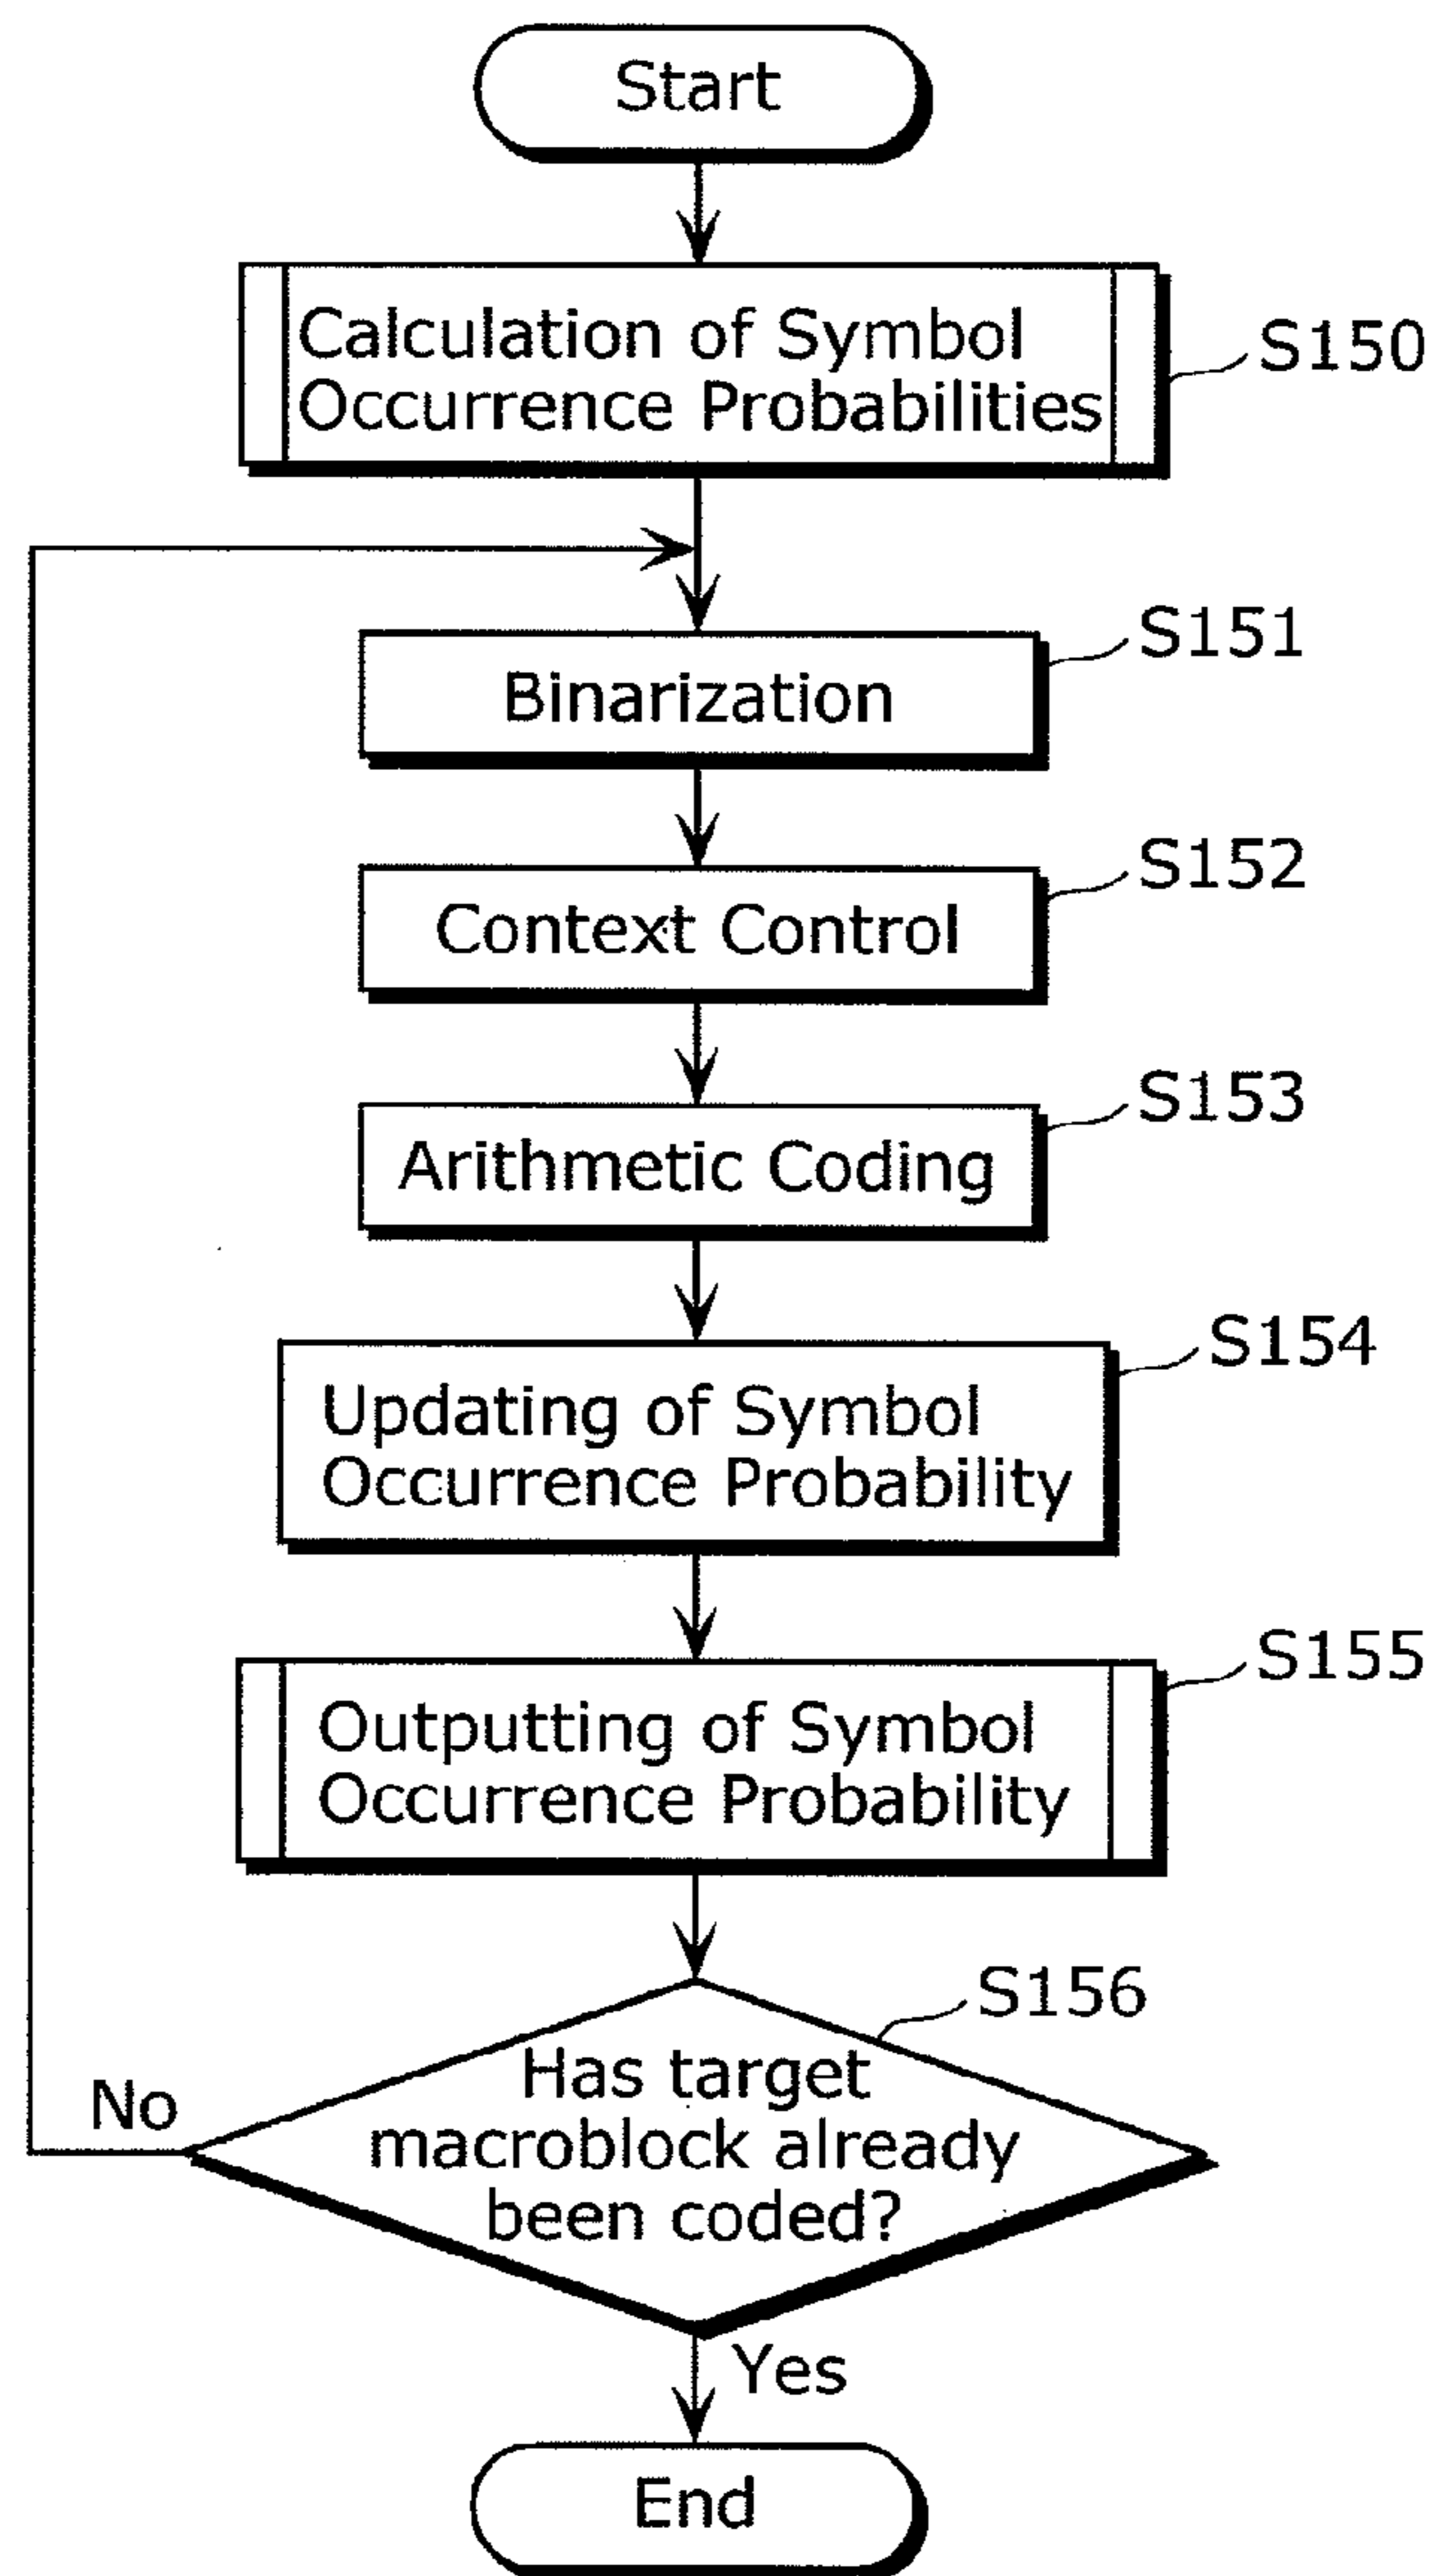 Start
Calculation of Symbol
Occurrence Probabilities
S150
Binarization
S151
Context Control
S152
Arithmetic Coding
S153
Updating of Symbol
Occurrence Probability
S154
Outputting of Symbol
Occurrence Probability
S155
S156
Has target
macroblock already
been coded?
No
Yes
End